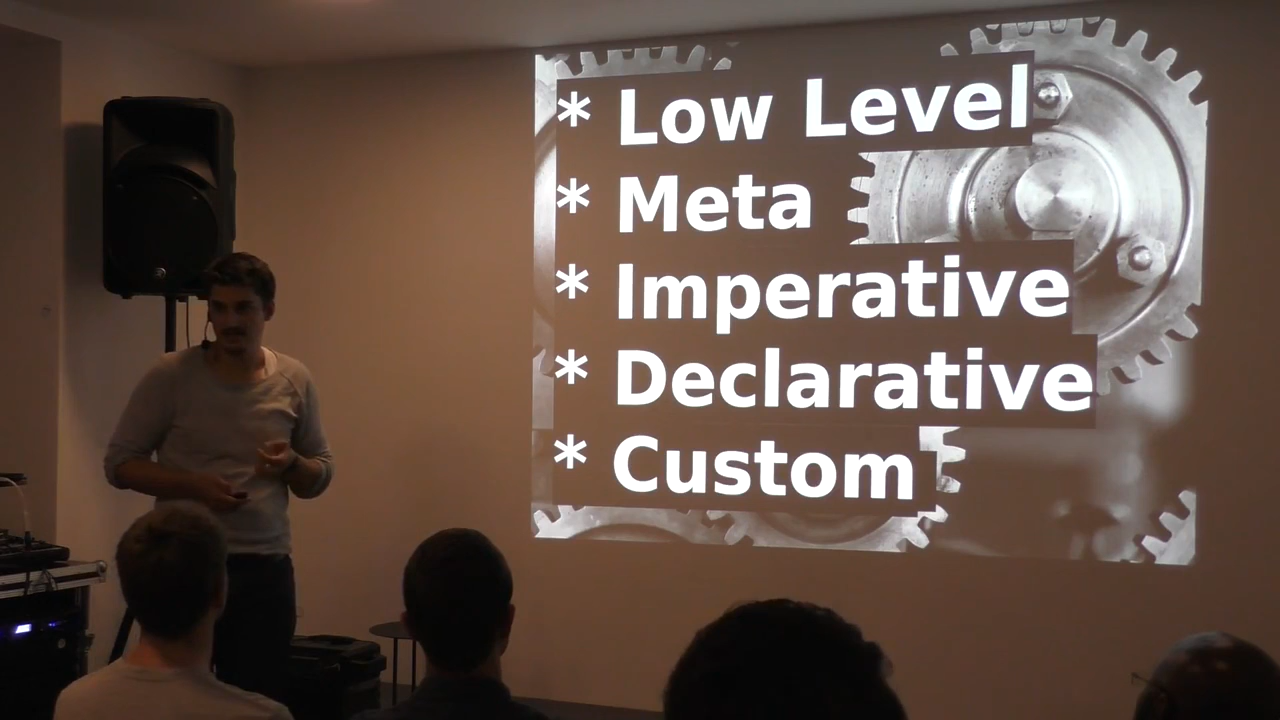 * Low Level
* Meta
* Imperative
* Declarative
* Custom